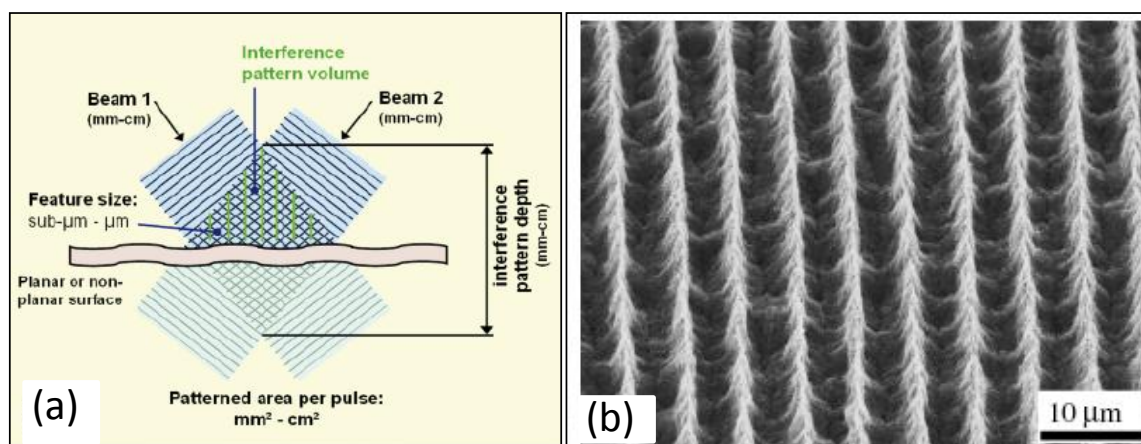 Interference
pattern volume
Beam 1
(mm-cm)
Beam 2
(mm-cm)
Feature size:
sub-µm - µm
interference
pattern depth
(mm-cm)
Planar or non-
planar surface
Patterned area per pulse:
mm² - cm²
(a)
(b)
10 µm